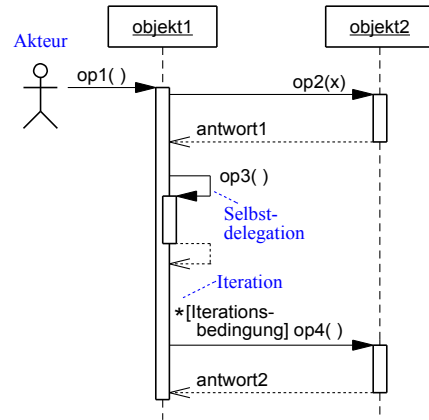 objekt1
objekt2
Akteur
op1( )
op2(x)
antwort1
op3( )
Selbst-
delegation
Iteration
*[Iterations-
bedingung] op4( )
antwort2